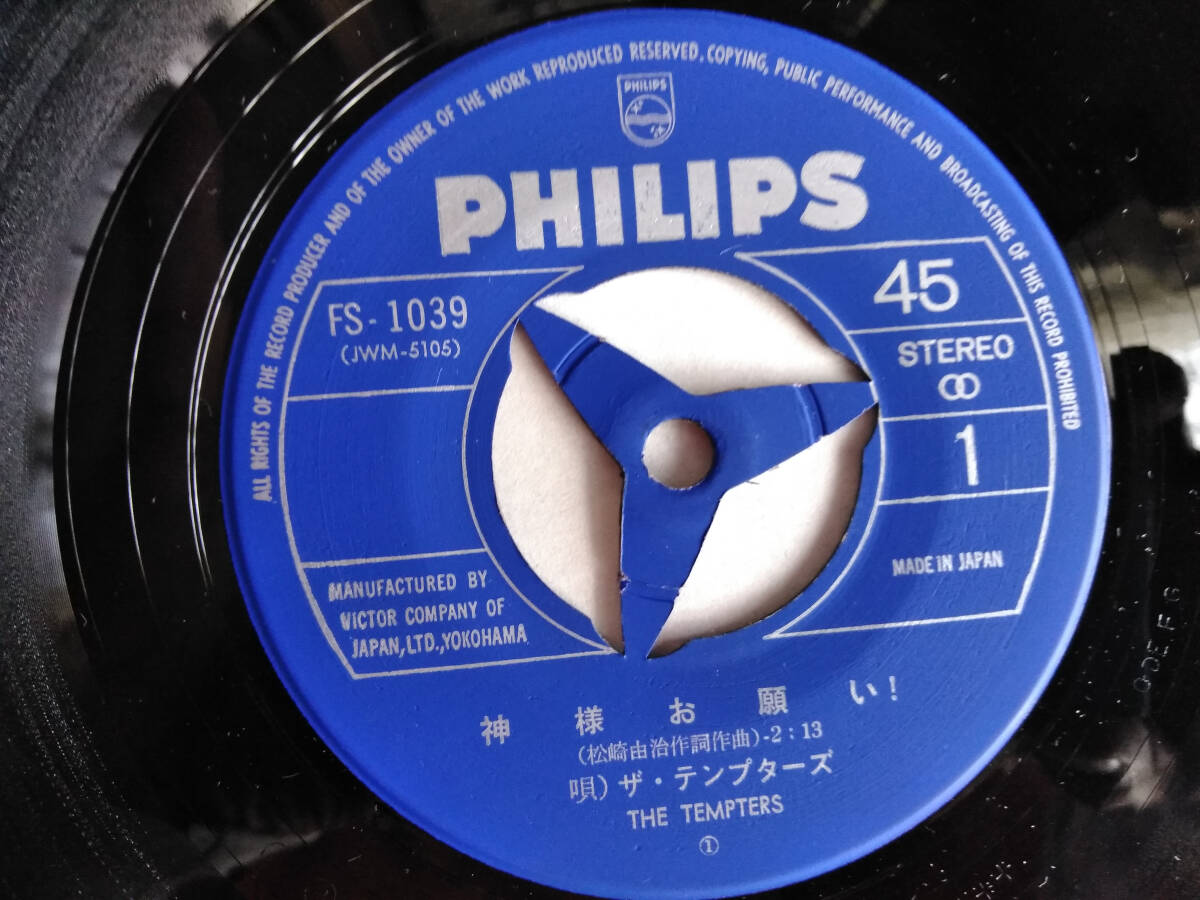 ALL RIGHTS OF THE RECORD PRODUCER AND OF THE OWNER OF THE WORK REPRODUCED RESERVED. COPYING, PUBLIC PERFORMANCE AND BROADCASTING OF THIS RECORD PROHIBITED
PHILIPS
PHILIPS
FS-1039
(JWM-5105)
45
STEREO
1
MADE IN JAPAN
MANUFACTURED BY
VICTOR COMPANY OF
JAPAN, LTD., YOKOHAMA
神様お願い!
(松崎由治作詞作曲)-2:13
唄) ザ・テンプターズ
THE TEMPTERS
①